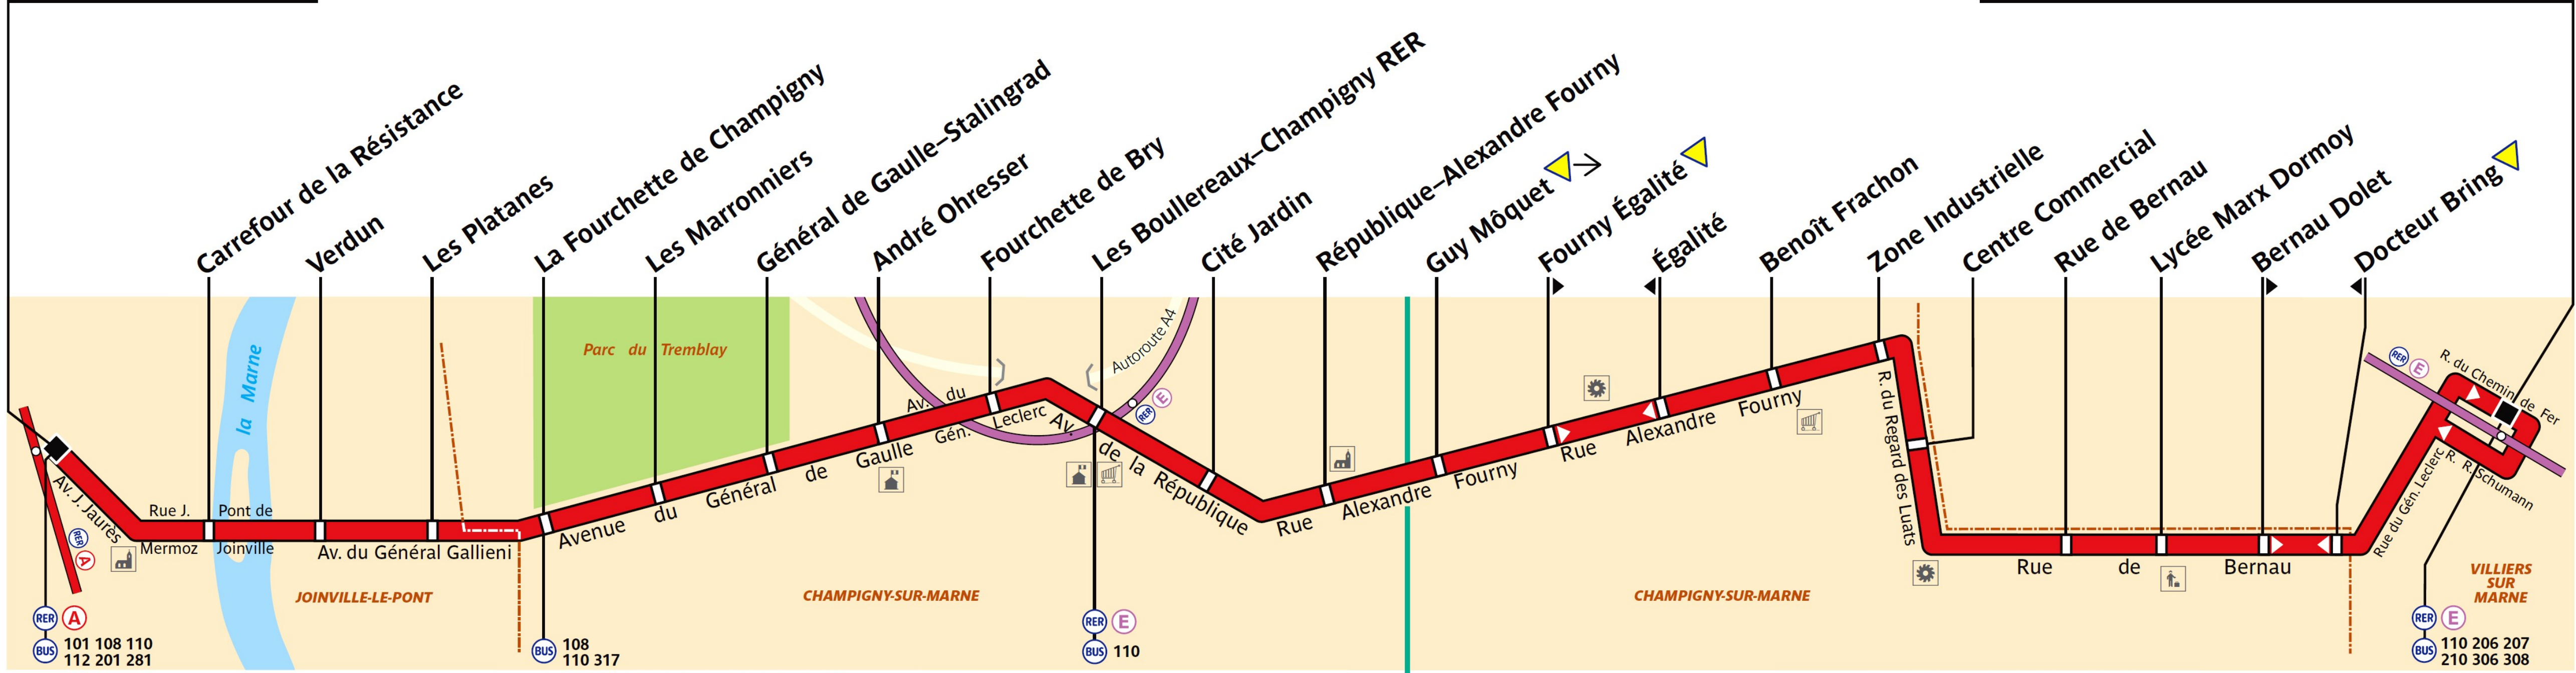 Carrefour de la Résistance
Verdun
Les Platanes
La Fourchette de Champigny
Les Marronniers
Général de Gaulle–Stalingrad
André Ohresser
Fourchette de Bry
Les Boullereaux–Champigny RER
Cité Jardin
République–Alexandre Fourny
Guy Môquet
Fourny Égalité
Égalité
Benoît Frachon
Zone Industrielle
Centre Commercial
Rue de Bernau
Lycée Marx Dormoy
Bernau Dolet
Docteur Bring
la Marne
Parc du Tremblay
Autoroute A4
RER E
RER E
R. du Chemin de Fer
Av. J. Jaurès
RER A
Rue J. Mermoz
Pont de Joinville
Av. du Général Gallieni
Avenue du Général de Gaulle
Av. du Gén. Leclerc
Av. de la République
Rue Alexandre Fourny
Rue Alexandre Fourny
R. du Regard des Luats
Rue de Bernau
Rue du Gén. Leclerc
R. R. Schumann
JOINVILLE-LE-PONT
CHAMPIGNY-SUR-MARNE
CHAMPIGNY-SUR-MARNE
VILLIERS
SUR
MARNE
RER A
BUS 101 108 110
112 201 281
BUS 108
110 317
RER E
BUS 110
RER E
BUS 110 206 207
210 306 308